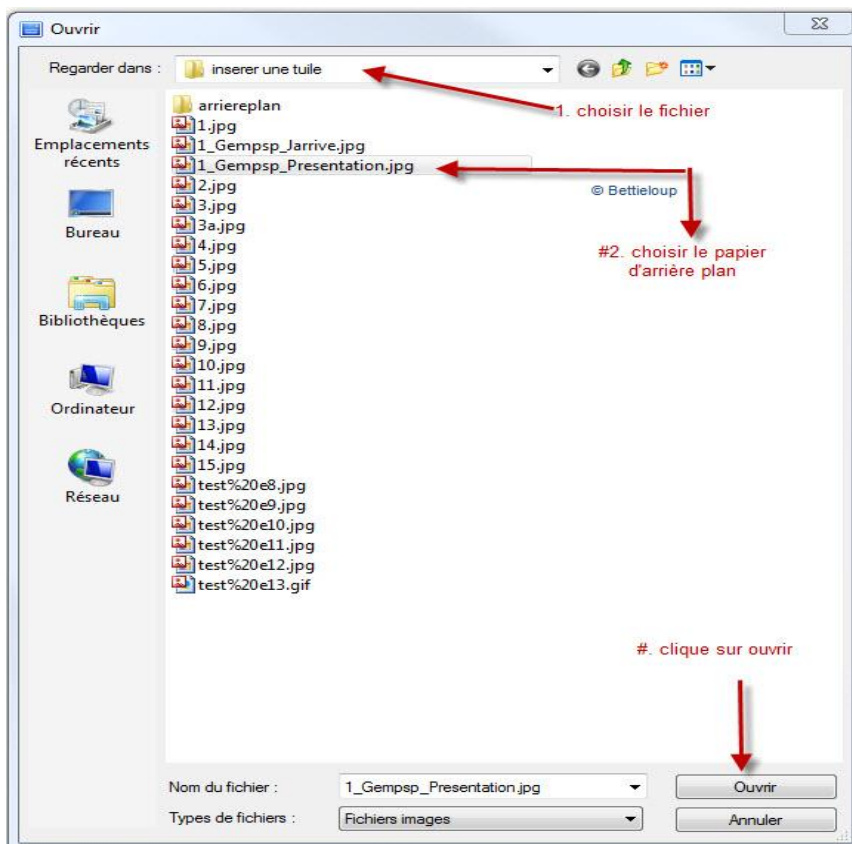 Ouvrir
Regarder dans :
inserer une tuile
1. choisir le fichier
Emplacements
récents
Bureau
Bibliothèques
Ordinateur
Réseau
arriereplan
1.jpg
1_Gempsp_Jarrive.jpg
1_Gempsp_Presentation.jpg
2.jpg
3.jpg
3a.jpg
4.jpg
5.jpg
6.jpg
7.jpg
8.jpg
9.jpg
10.jpg
11.jpg
12.jpg
13.jpg
14.jpg
15.jpg
test%20e8.jpg
test%20e9.jpg
test%20e10.jpg
test%20e11.jpg
test%20e12.jpg
test%20e13.gif
© Bettieloup
#2. choisir le papier
d'arrière plan
#. clique sur ouvrir
Nom du fichier :
1_Gempsp_Presentation.jpg
Ouvrir
Types de fichiers :
Fichiers images
Annuler